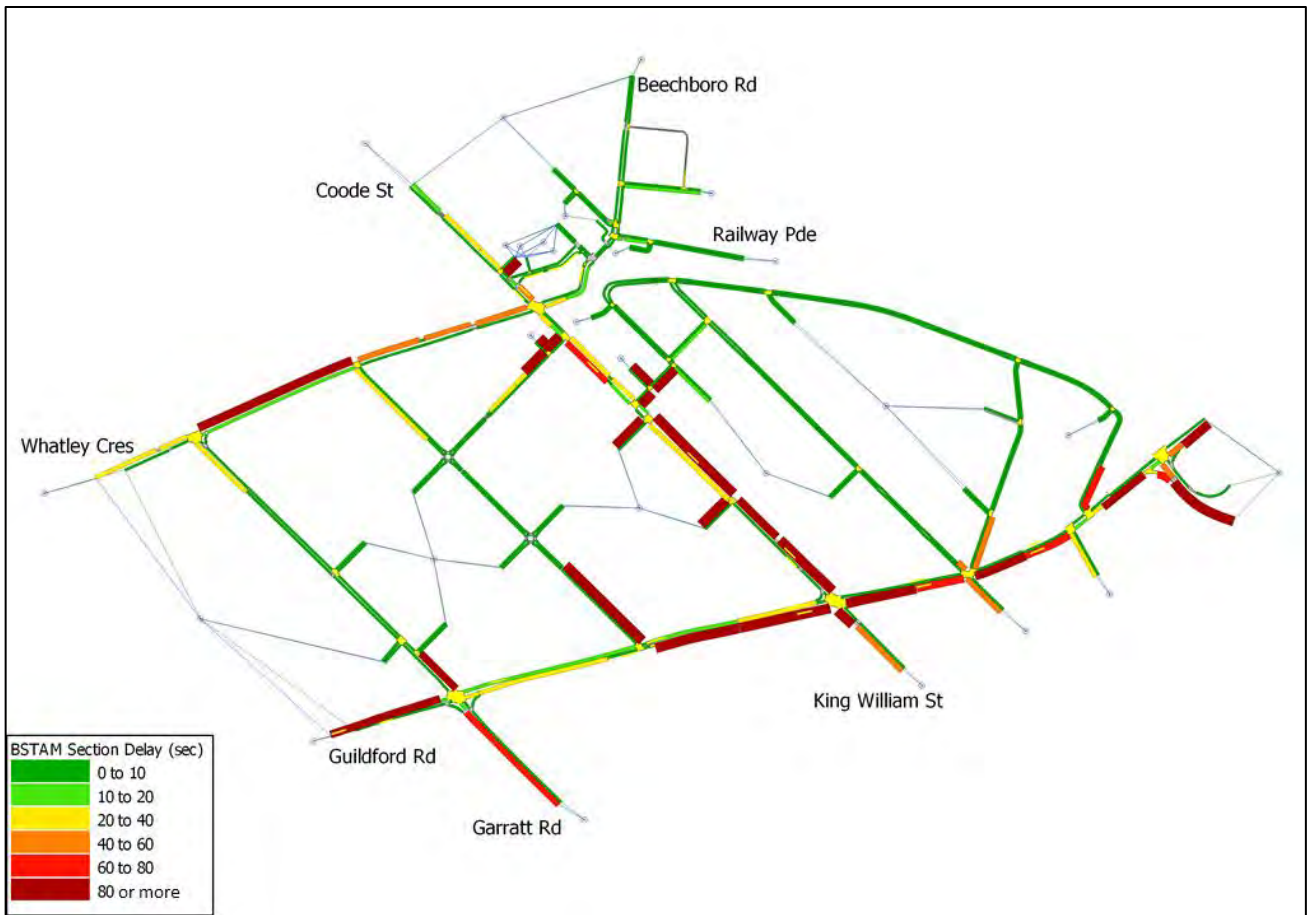 Beechboro Rd
Coode St
Railway Pde
Whatley Cres
King William St
Guildford Rd
Garratt Rd
BSTAM Section Delay (sec)
0 to 10
10 to 20
20 to 40
40 to 60
60 to 80
80 or more